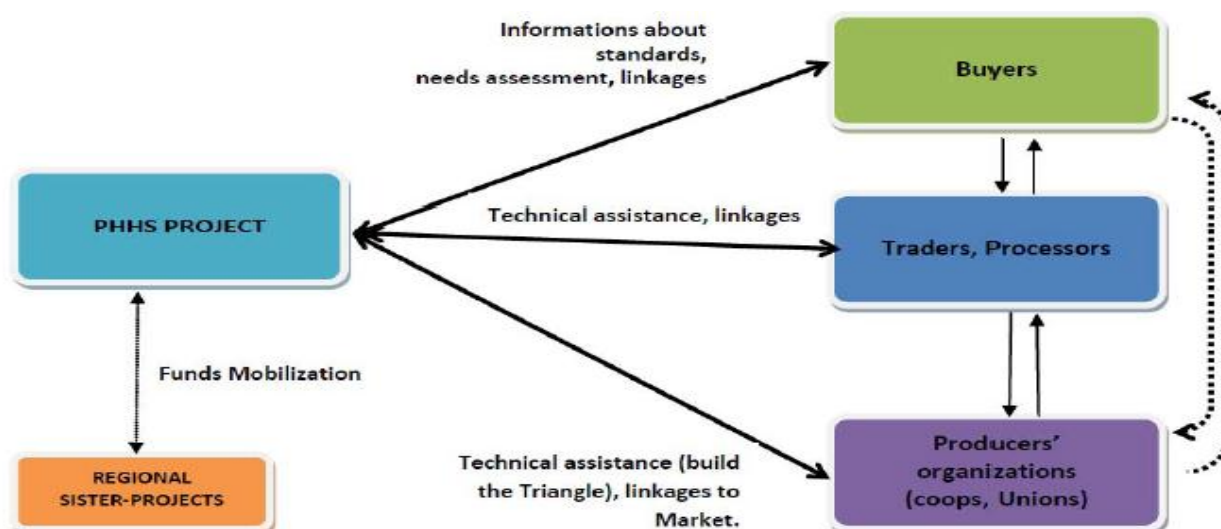 Informations about
standards,
needs assessment, linkages
Buyers
PHHS PROJECT
Technical assistance, linkages
Traders, Processors
Funds Mobilization
REGIONAL
SISTER-PROJECTS
Technical assistance (build
the Triangle), linkages to
Market.
Producers'
organizations
(coops, Unions)